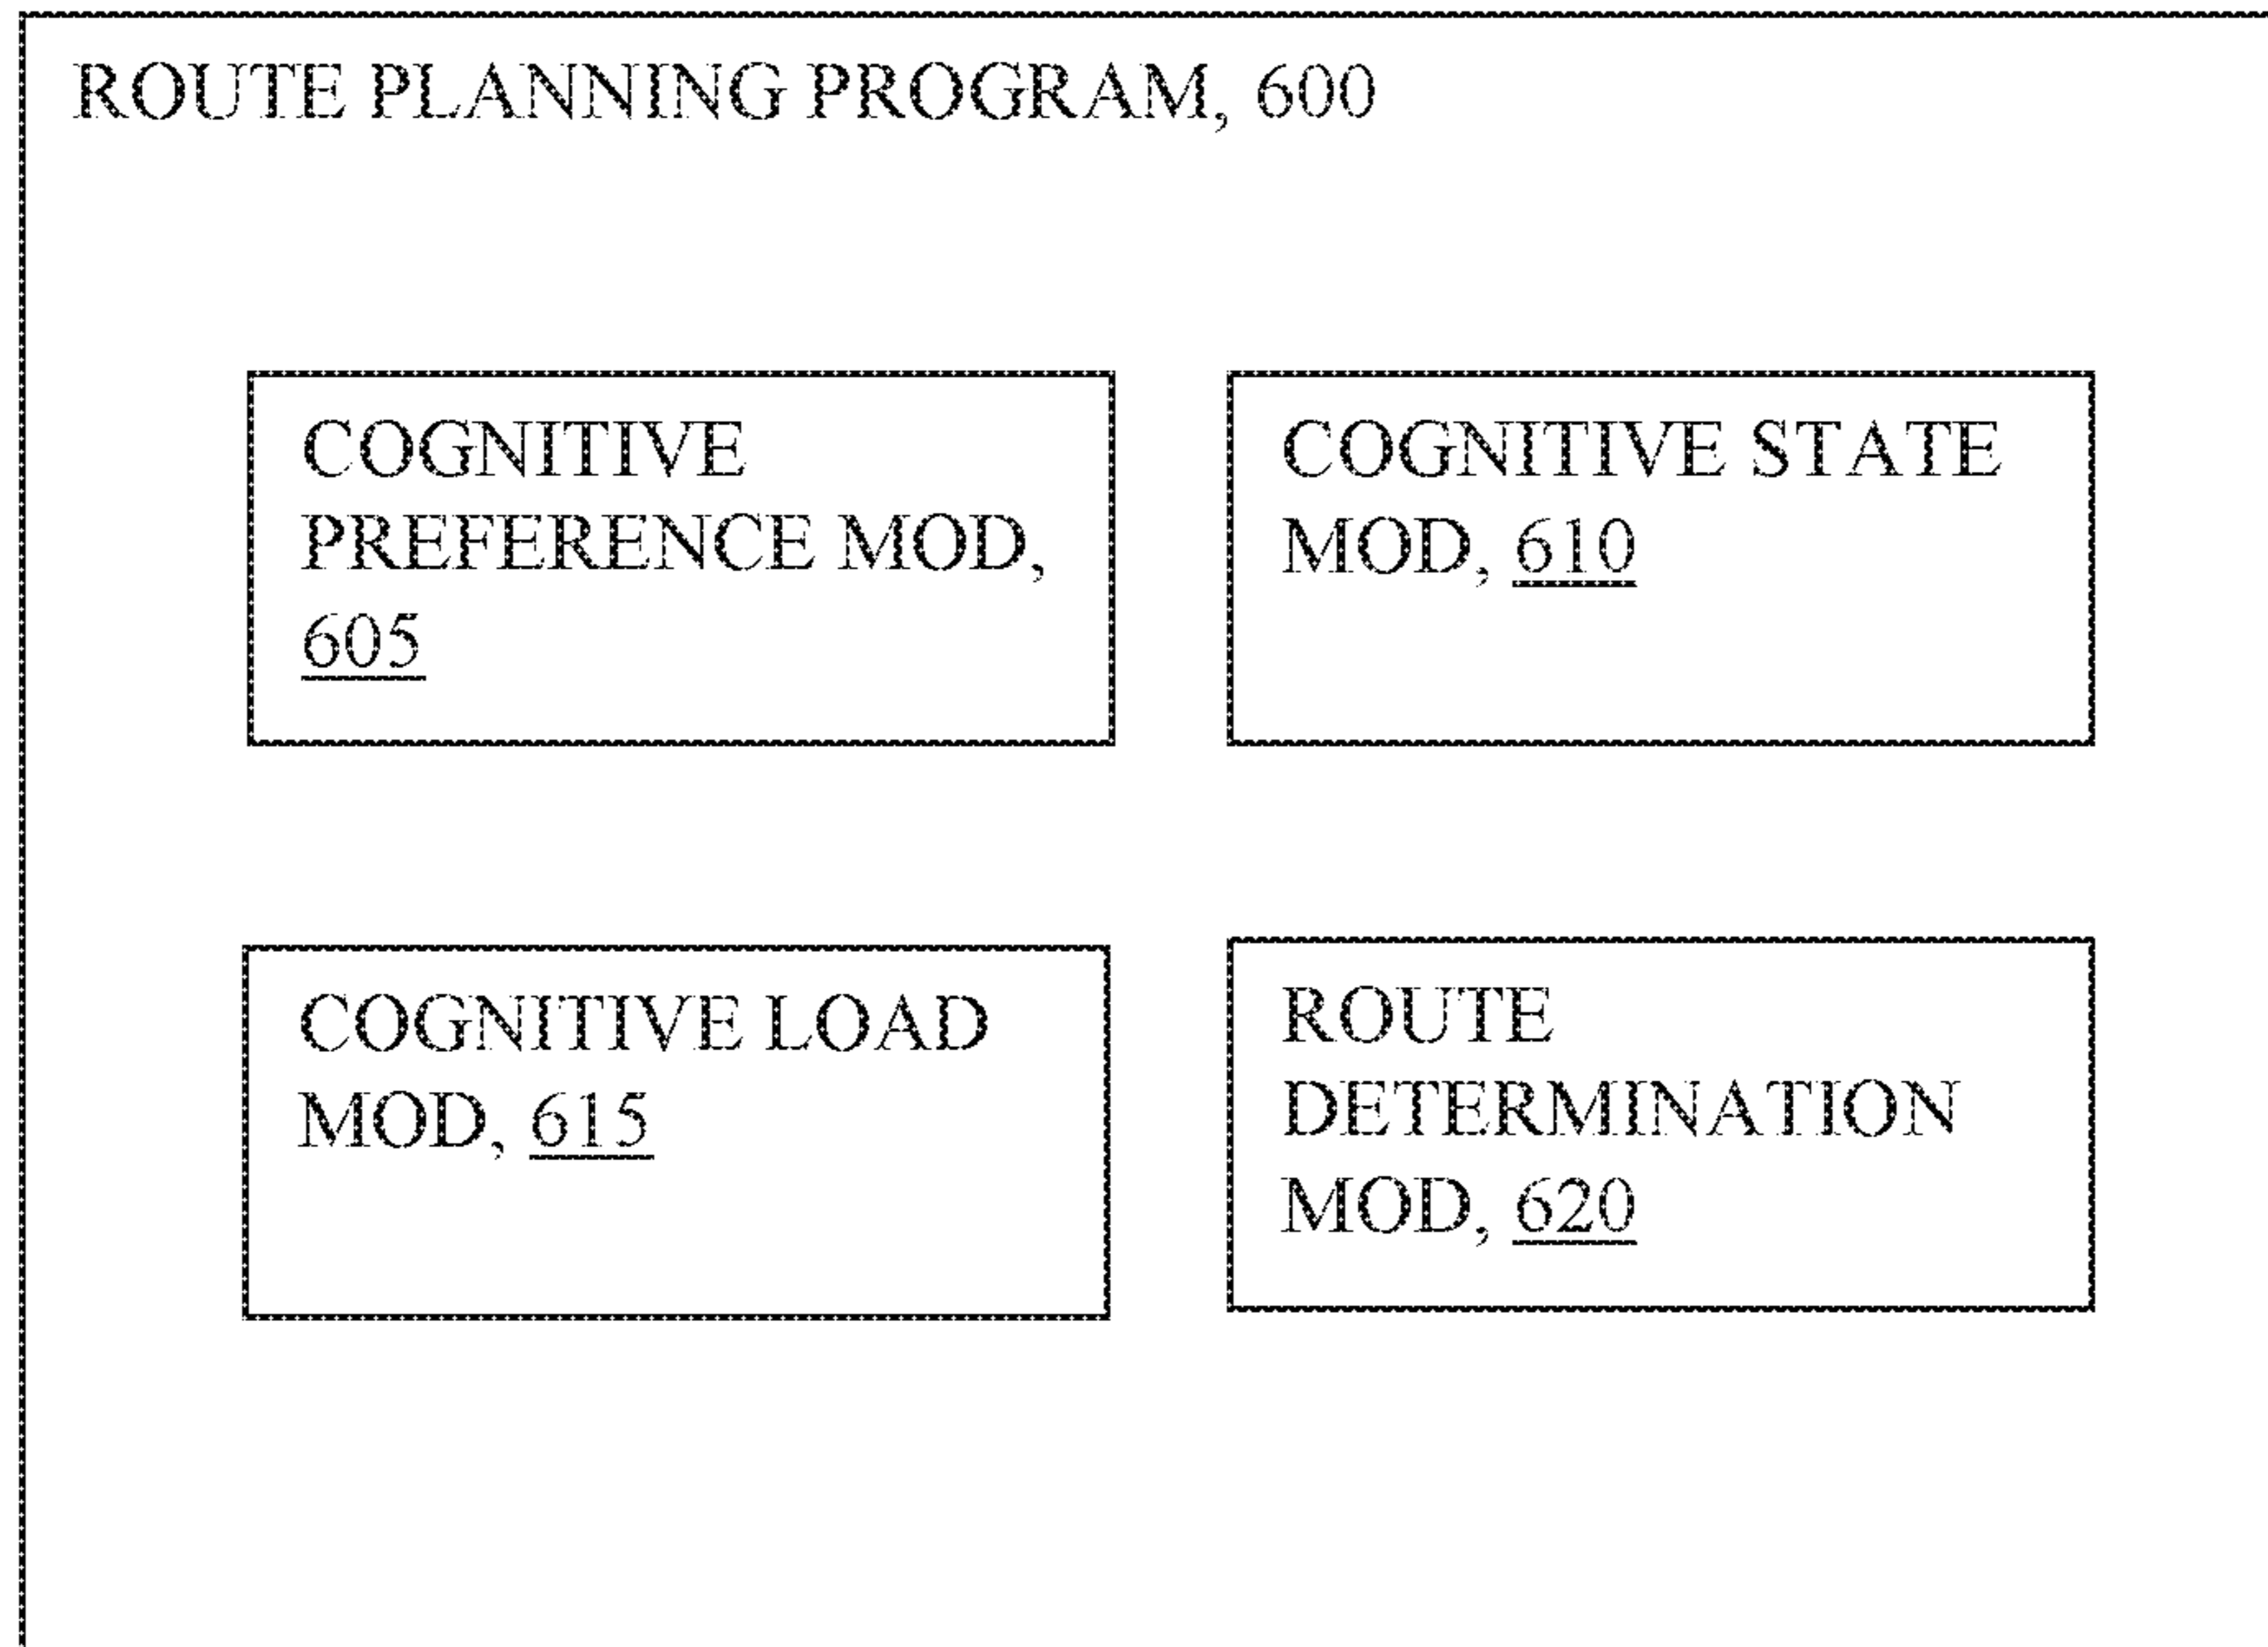 ROUTE PLANNING PROGRAM, 600
COGNITIVE
PREFERENCE MOD,
605
COGNITIVE STATE
MOD, 610
COGNITIVE LOAD
MOD, 615
ROUTE
DETERMINATION
MOD, 620